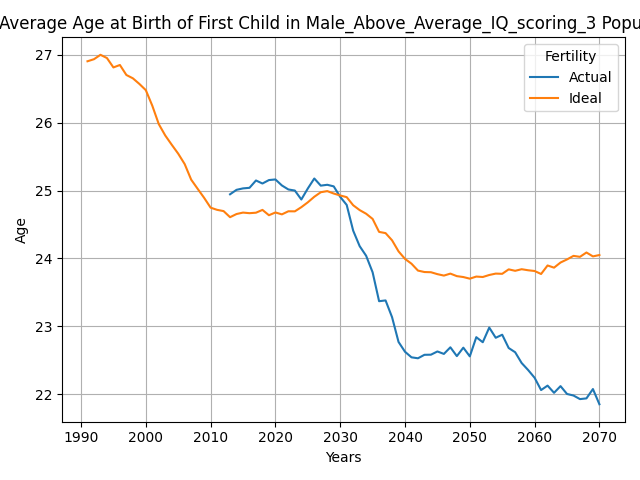 Average Age at Birth of First Child in Male_Above_Average_IQ_scoring_3 Popu
Fertility
Actual
Ideal
27
26
25
24
23
22
Age
1990 2000 2010 2020 2030 2040 2050 2060 2070
Years